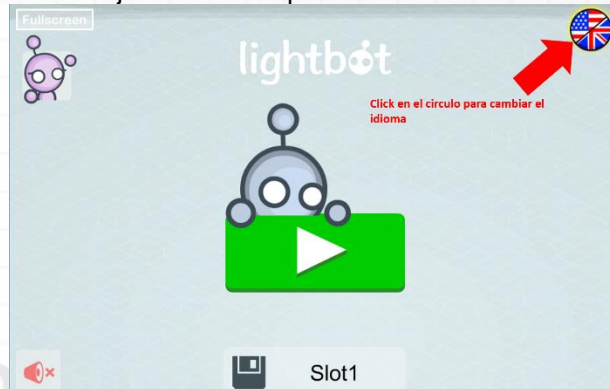 Fullscreen
lightbot
Click en el circulo para cambiar el
idioma
Slot1